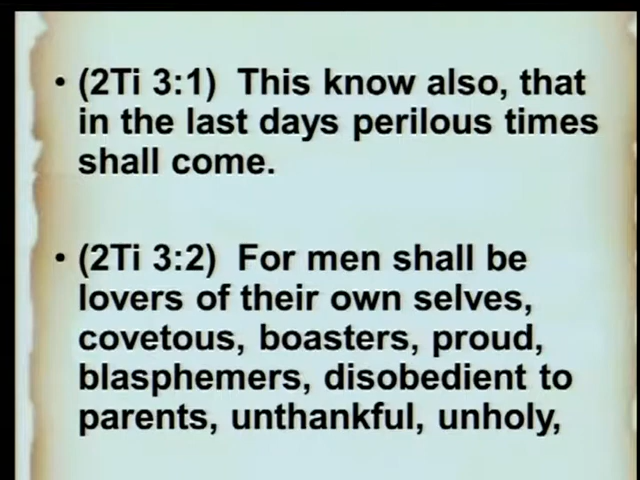 • (2Ti 3:1)  This know also, that
in the last days perilous times
shall come.
• (2Ti 3:2)  For men shall be
lovers of their own selves,
covetous, boasters, proud,
blasphemers, disobedient to
parents, unthankful, unholy,